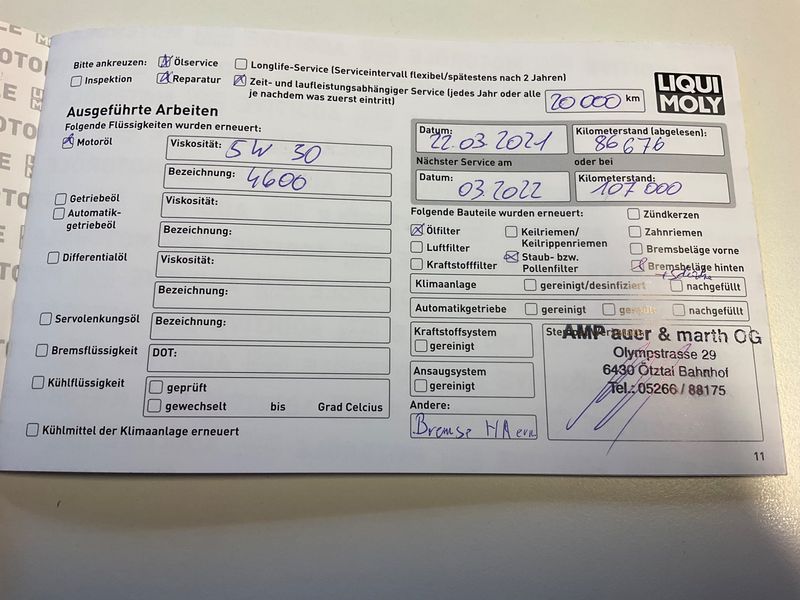 Bitte ankreuzen: Ölservice Longlife-Service (Serviceintervall flexibel/spätestens nach 2 Jahren)
Inspektion Reparatur Zeit- und laufleistungsabhängiger Service (jedes Jahr oder alle 20 000 km
je nachdem was zuerst eintritt)
LIQUI
MOLY
Ausgeführte Arbeiten
Folgende Flüssigkeiten wurden erneuert:
Motoröl Viskosität: 5W 30
Bezeichnung: 4600
Getriebeöl Viskosität:
Automatik-
getriebeöl Bezeichnung:
Differentialöl Viskosität:
Bezeichnung:
Servolenkungsöl Bezeichnung:
Bremsflüssigkeit DOT:
Kühlflüssigkeit geprüft
gewechselt bis Grad Celcius
Kühlmittel der Klimaanlage erneuert
Datum: 22.03.2021 Kilometerstand (abgelesen): 86676
Nächster Service am oder bei
Datum: 03.2022 Kilometerstand: 107000
Folgende Bauteile wurden erneuert: Zündkerzen
Ölfilter Keilriemen/ Zahnriemen
Keilrippenriemen
Luftfilter Bremsbeläge vorne
Kraftstofffilter Staub- bzw. Bremsbeläge hinten
Pollenfilter
Klimaanlage gereinigt/desinfiziert nachgefüllt
Automatikgetriebe gereinigt nachgefüllt
Kraftstoffsystem
gereinigt
Ansaugsystem
gereinigt
Andere:
Bremse HA
AMP auer & marth OG
Olympstrasse 29
6430 Ötztal Bahnhof
Tel.: 05266 / 88175
11